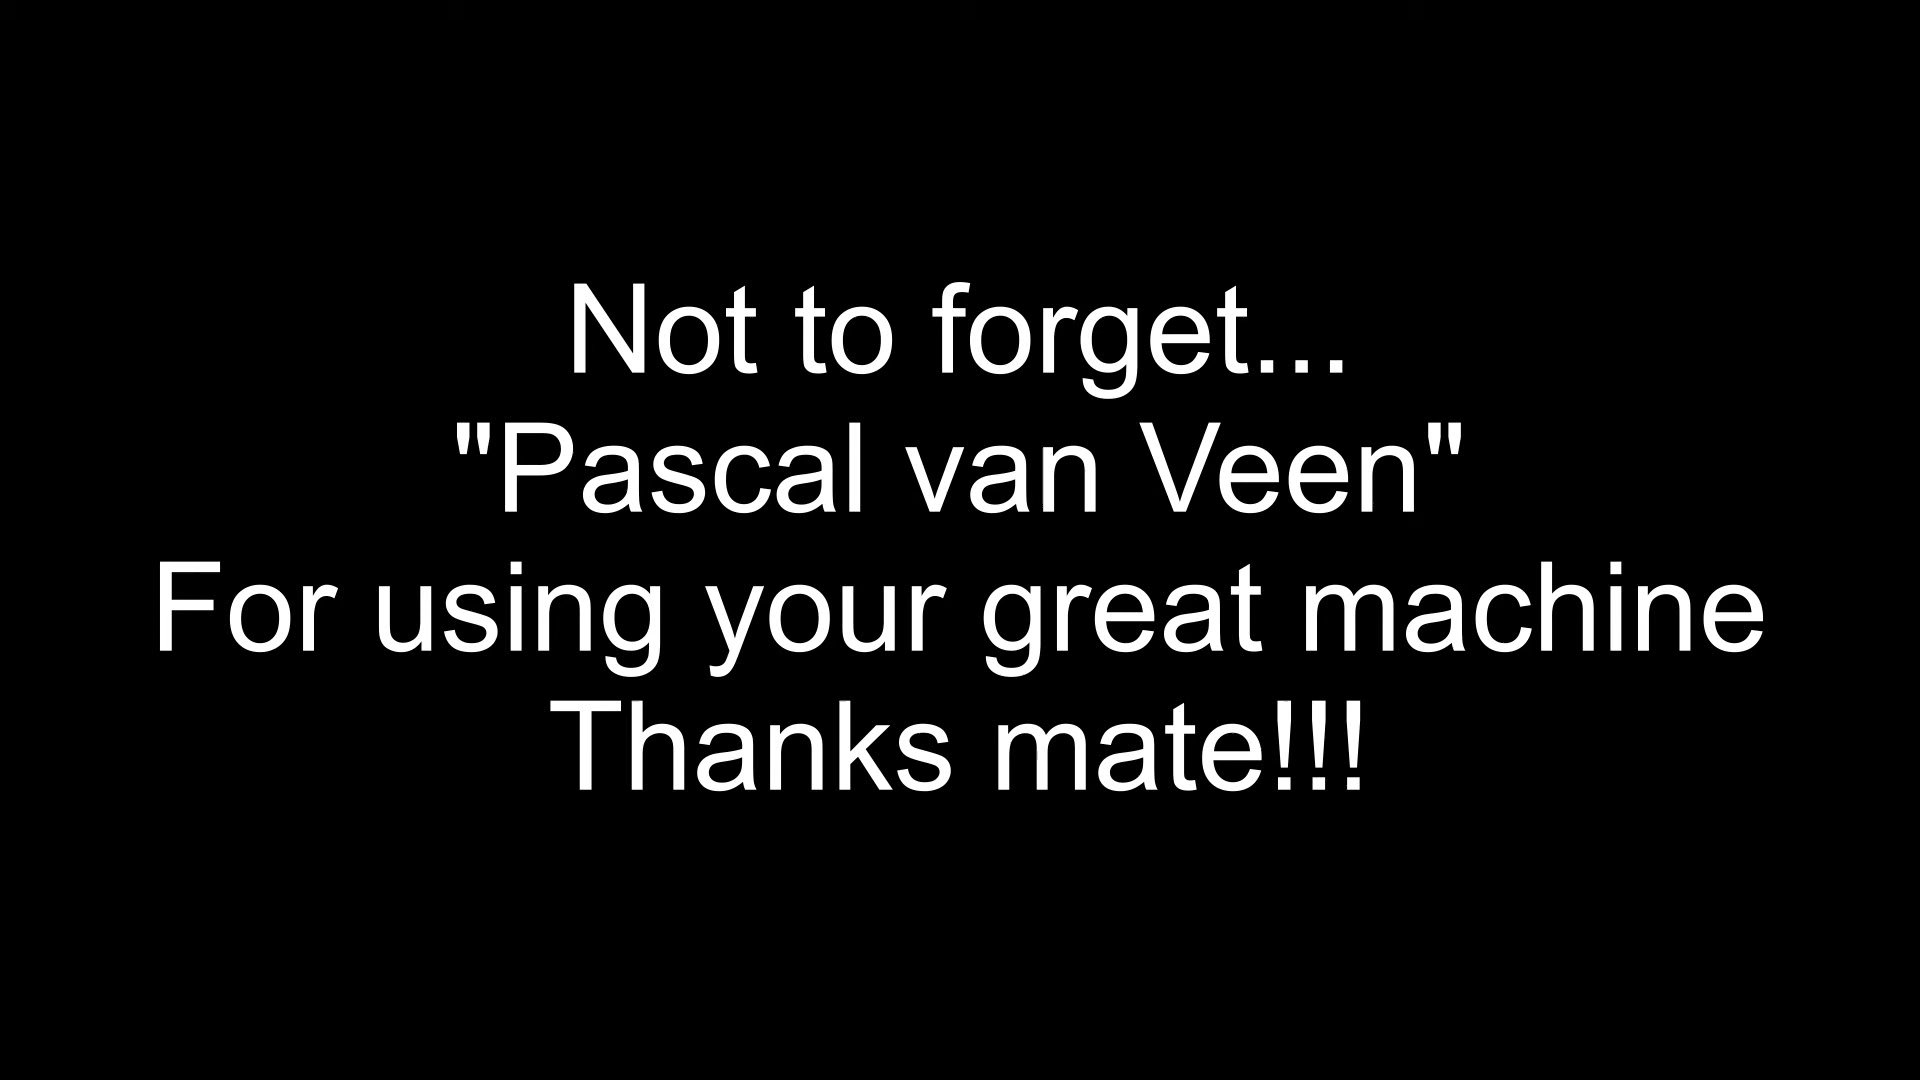 Not to forget...
"Pascal van Veen"
For using your great machine
Thanks mate!!!